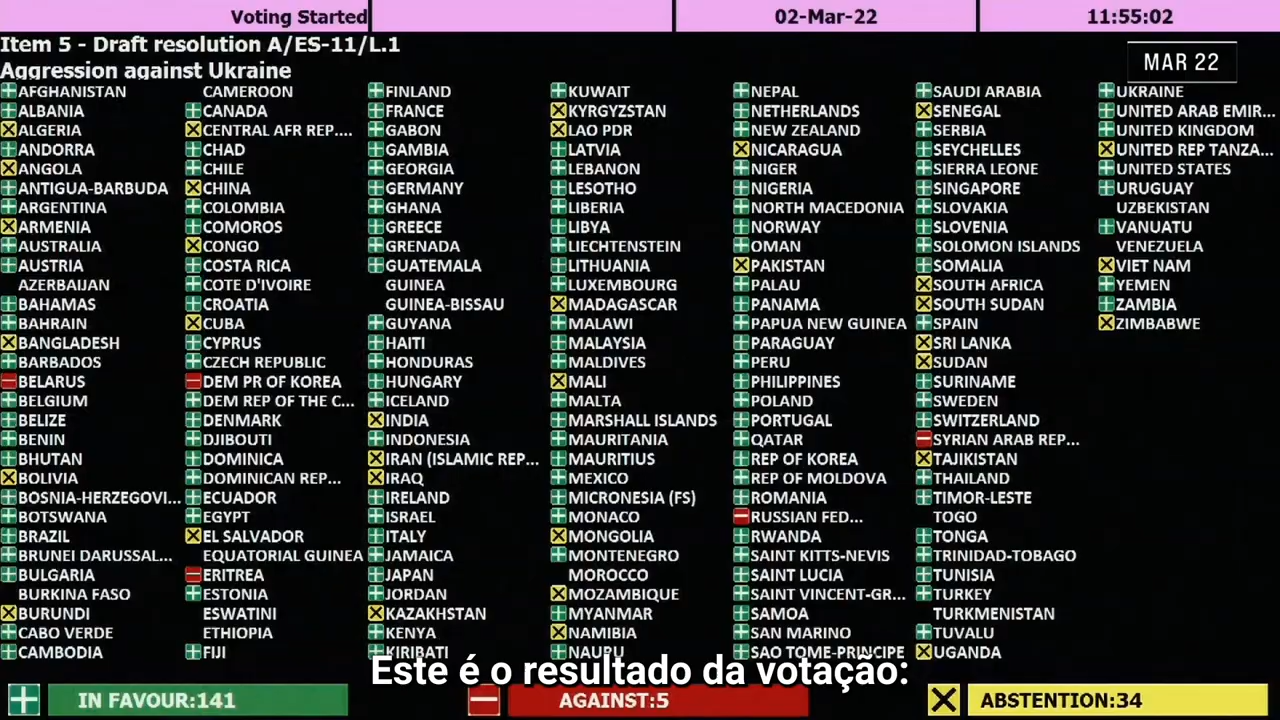 Voting Started 02-Mar-22 11:55:02
Item 5 - Draft resolution A/ES-11/L.1
Aggression against Ukraine
MAR 22
AFGHANISTAN
ALBANIA
ALGERIA
ANDORRA
ANGOLA
ANTIGUA-BARBUDA
ARGENTINA
ARMENIA
AUSTRALIA
AUSTRIA
AZERBAIJAN
BAHAMAS
BAHRAIN
BANGLADESH
BARBADOS
BELARUS
BELGIUM
BELIZE
BENIN
BHUTAN
BOLIVIA
BOSNIA-HERZEGOVI...
BOTSWANA
BRAZIL
BRUNEI DARUSSAL...
BULGARIA
BURKINA FASO
BURUNDI
CABO VERDE
CAMBODIA
CAMEROON
CANADA
CENTRAL AFR REP....
CHAD
CHILE
CHINA
COLOMBIA
COMOROS
CONGO
COSTA RICA
COTE D'IVOIRE
CROATIA
CUBA
CYPRUS
CZECH REPUBLIC
DEM PR OF KOREA
DEM REP OF THE C...
DENMARK
DJIBOUTI
DOMINICA
DOMINICAN REP...
ECUADOR
EGYPT
EL SALVADOR
EQUATORIAL GUINEA
ERITREA
ESTONIA
ESWATINI
ETHIOPIA
FIJI
FINLAND
FRANCE
GABON
GAMBIA
GEORGIA
GERMANY
GHANA
GREECE
GRENADA
GUATEMALA
GUINEA
GUINEA-BISSAU
GUYANA
HAITI
HONDURAS
HUNGARY
ICELAND
INDIA
INDONESIA
IRAN (ISLAMIC REP...
IRAQ
IRELAND
ISRAEL
ITALY
JAMAICA
JAPAN
JORDAN
KAZAKHSTAN
KENYA
KIRIBATI
KUWAIT
KYRGYZSTAN
LAO PDR
LATVIA
LEBANON
LESOTHO
LIBERIA
LIBYA
LIECHTENSTEIN
LITHUANIA
LUXEMBOURG
MADAGASCAR
MALAWI
MALAYSIA
MALDIVES
MALI
MALTA
MARSHALL ISLANDS
MAURITANIA
MAURITIUS
MEXICO
MICRONESIA (FS)
MONACO
MONGOLIA
MONTENEGRO
MOROCCO
MOZAMBIQUE
MYANMAR
NAMIBIA
NAURU
NEPAL
NETHERLANDS
NEW ZEALAND
NICARAGUA
NIGER
NIGERIA
NORTH MACEDONIA
NORWAY
OMAN
PAKISTAN
PALAU
PANAMA
PAPUA NEW GUINEA
PARAGUAY
PERU
PHILIPPINES
POLAND
PORTUGAL
QATAR
REP OF KOREA
REP OF MOLDOVA
ROMANIA
RUSSIAN FED...
RWANDA
SAINT KITTS-NEVIS
SAINT LUCIA
SAINT VINCENT-GR...
SAMOA
SAN MARINO
SAO TOME-PRINCIPE
SAUDI ARABIA
SENEGAL
SERBIA
SEYCHELLES
SIERRA LEONE
SINGAPORE
SLOVAKIA
SLOVENIA
SOLOMON ISLANDS
SOMALIA
SOUTH AFRICA
SOUTH SUDAN
SPAIN
SRI LANKA
SUDAN
SURINAME
SWEDEN
SWITZERLAND
SYRIAN ARAB REP...
TAJIKISTAN
THAILAND
TIMOR-LESTE
TOGO
TONGA
TRINIDAD-TOBAGO
TUNISIA
TURKEY
TURKMENISTAN
TUVALU
UGANDA
UKRAINE
UNITED ARAB EMIR...
UNITED KINGDOM
UNITED REP TANZA...
UNITED STATES
URUGUAY
UZBEKISTAN
VANUATU
VENEZUELA
VIET NAM
YEMEN
ZAMBIA
ZIMBABWE
Este é o resultado da votação:
IN FAVOUR:141 AGAINST:5 ABSTENTION:34